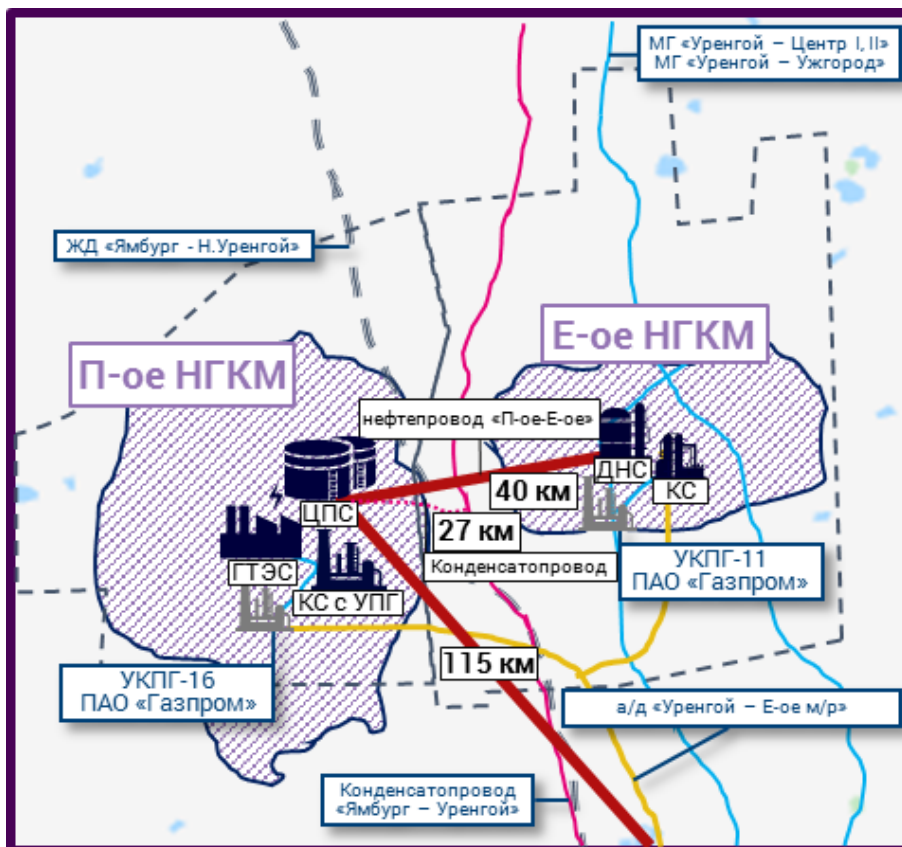 МГ «Уренгой – Центр I, II»
МГ «Уренгой – Ужгород»
ЖД «Ямбург - Н.Уренгой»
Е-ое НГКМ
П-ое НГКМ
нефтепровод «П-ое-Е-ое»
ДНС
КС
40 км
ЦПС
27 км
Конденсатопровод
УКПГ-11
ПАО «Газпром»
ГТЭС
КС с УПГ
115 км
УКПГ-16
ПАО «Газпром»
а/д «Уренгой – Е-ое м/р»
Конденсатопровод
«Ямбург – Уренгой»